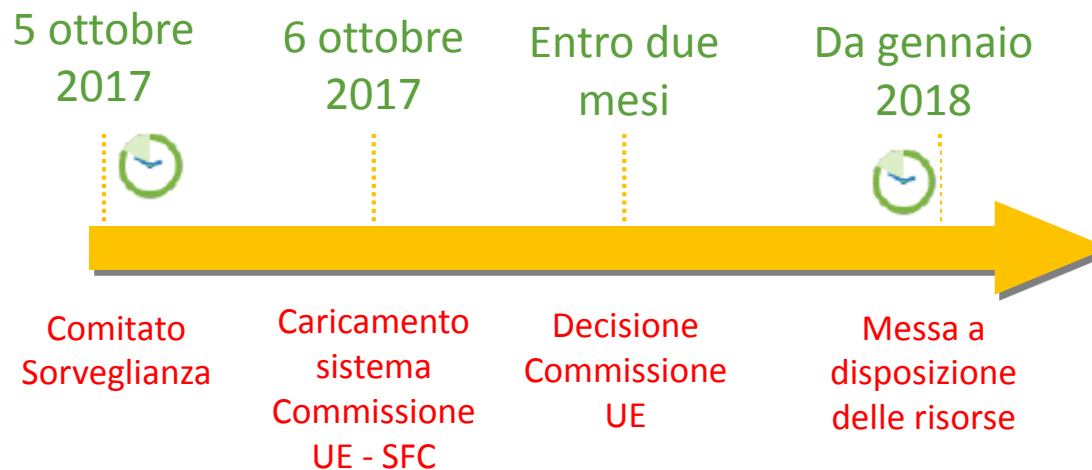 5 ottobre
2017
6 ottobre
2017
Entro due
mesi
Da gennaio
2018
Comitato
Sorveglianza
Caricamento
sistema
Commissione
UE - SFC
Decisione
Commissione
UE
Messa a
disposizione
delle risorse